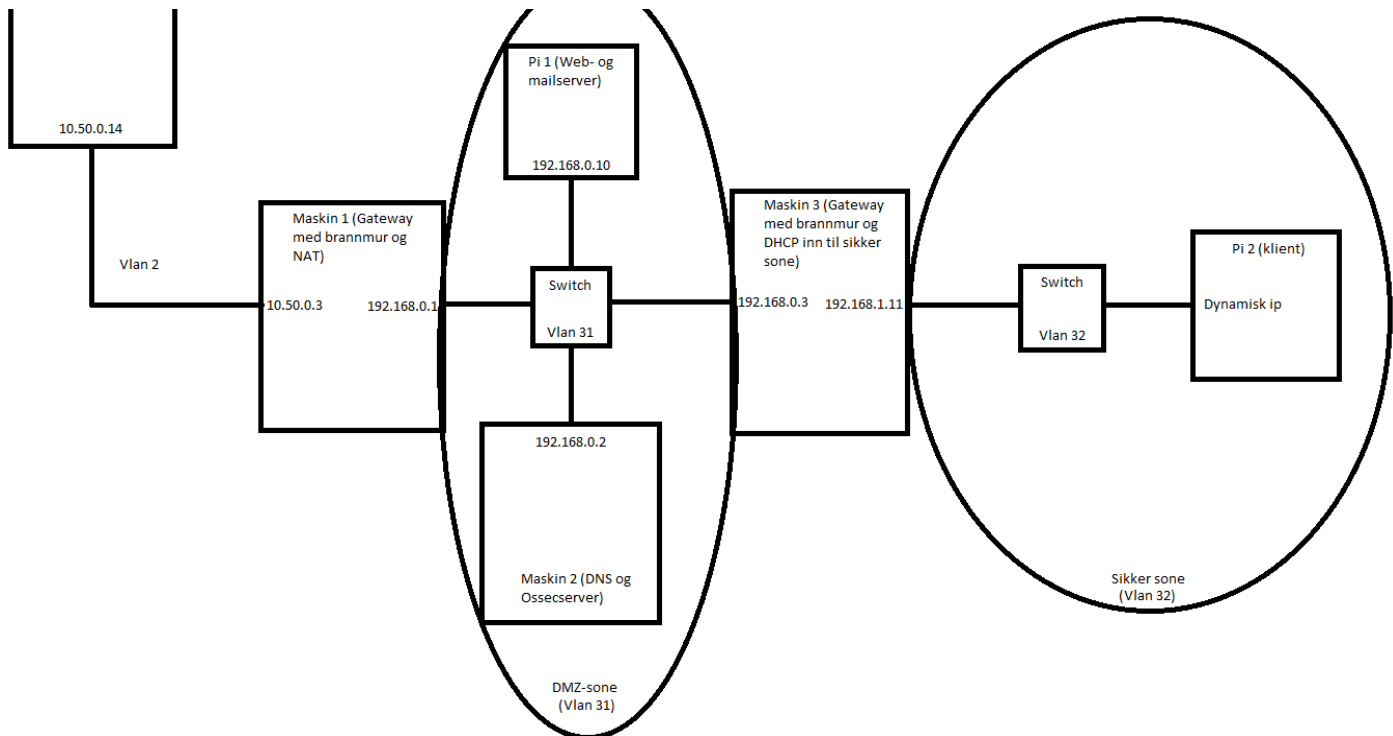 10.50.0.14
Vlan 2
Maskin 1 (Gateway
med brannmur og
NAT)
10.50.0.3
192.168.0.1
Pi 1 (Web- og
mailserver)
192.168.0.10
Switch
Vlan 31
192.168.0.2
Maskin 2 (DNS og
Ossecserver)
DMZ-sone
(Vlan 31)
Maskin 3 (Gateway
med brannmur og
DHCP inn til sikker
sone)
192.168.0.3
192.168.1.11
Switch
Vlan 32
Pi 2 (klient)
Dynamisk ip
Sikker sone
(Vlan 32)